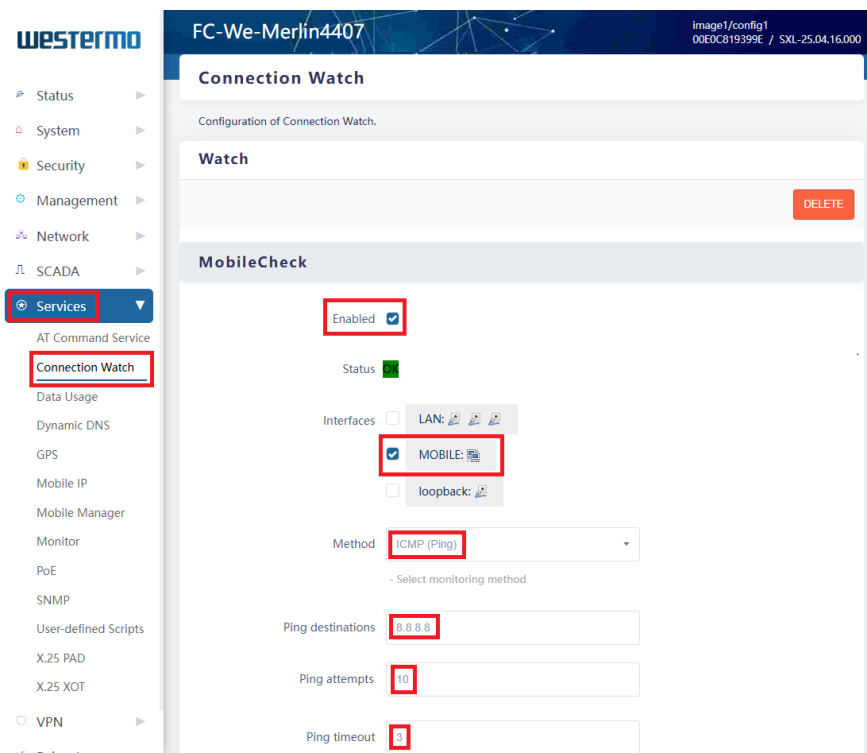 westermo
FC-We-Merlin4407
image1/config1
00E0C819399E / SXL-25.04.16.000
Status
System
Security
Management
Network
SCADA
Services
AT Command Service
Connection Watch
Data Usage
Dynamic DNS
GPS
Mobile IP
Mobile Manager
Monitor
PoE
SNMP
User-defined Scripts
X.25 PAD
X.25 XOT
VPN
Connection Watch
Configuration of Connection Watch.
Watch
DELETE
MobileCheck
Enabled
Status OK
Interfaces LAN:
MOBILE:
loopback:
Method ICMP (Ping)
- Select monitoring method
Ping destinations 8.8.8.8
Ping attempts 10
Ping timeout 3